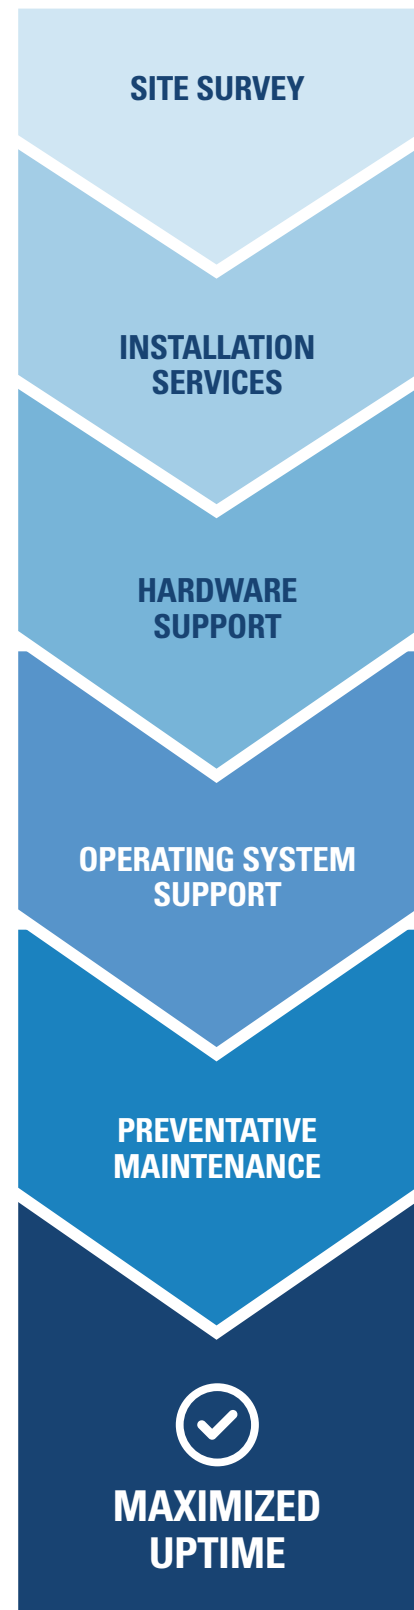 SITE SURVEY
INSTALLATION
SERVICES
HARDWARE
SUPPORT
OPERATING SYSTEM
SUPPORT
PREVENTATIVE
MAINTENANCE
MAXIMIZED
UPTIME